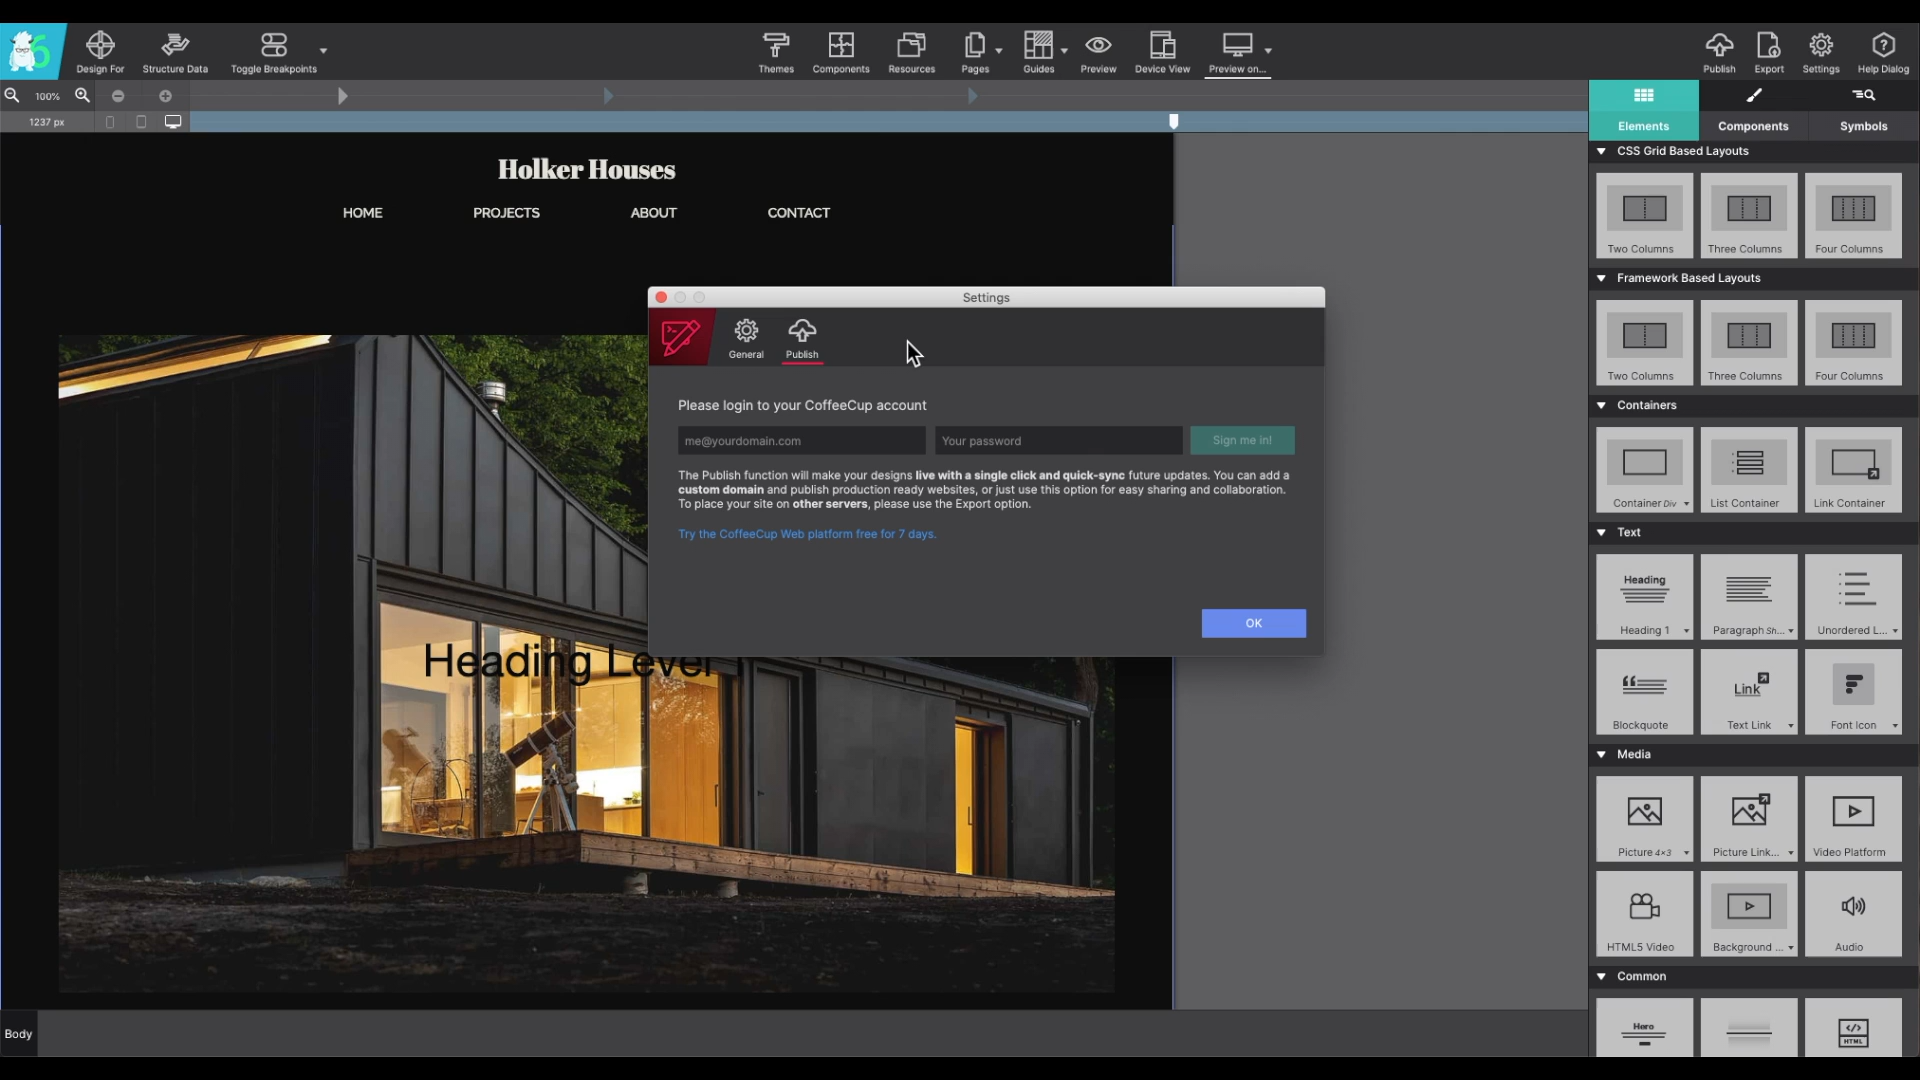 Design For
Structure Data
Toggle Breakpoints
Themes
Components
Resources
Pages
Guides
Preview
Device View
Preview on...
Publish
Export
Settings
Help Dialog
100%
1237 px
Elements
Components
Symbols
Holker Houses
HOME PROJECTS ABOUT CONTACT
Heading Level
Settings
General
Publish
Please login to your CoffeeCup account
me@yourdomain.com
Your password
Sign me in!
The Publish function will make your designs live with a single click and quick-sync future updates. You can add a
custom domain and publish production ready websites, or just use this option for easy sharing and collaboration.
To place your site on other servers, please use the Export option.
Try the CoffeeCup Web platform free for 7 days.
OK
CSS Grid Based Layouts
Two Columns
Three Columns
Four Columns
Framework Based Layouts
Two Columns
Three Columns
Four Columns
Containers
Container Div
List Container
Link Container
Text
Heading
Heading 1
Paragraph Sh...
Unordered L...
Blockquote
Link
Text Link
Font Icon
Media
Picture 4x3
Picture Link...
Video Platform
HTML5 Video
Background ...
Audio
Common
Hero
HTML
Body